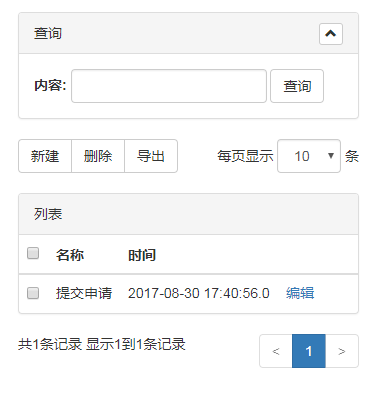 查询
内容: 查询
新建 删除 导出 每页显示 10 条
列表
名称 时间
提交申请 2017-08-30 17:40:56.0 编辑
共1条记录 显示1到1条记录 < 1 >